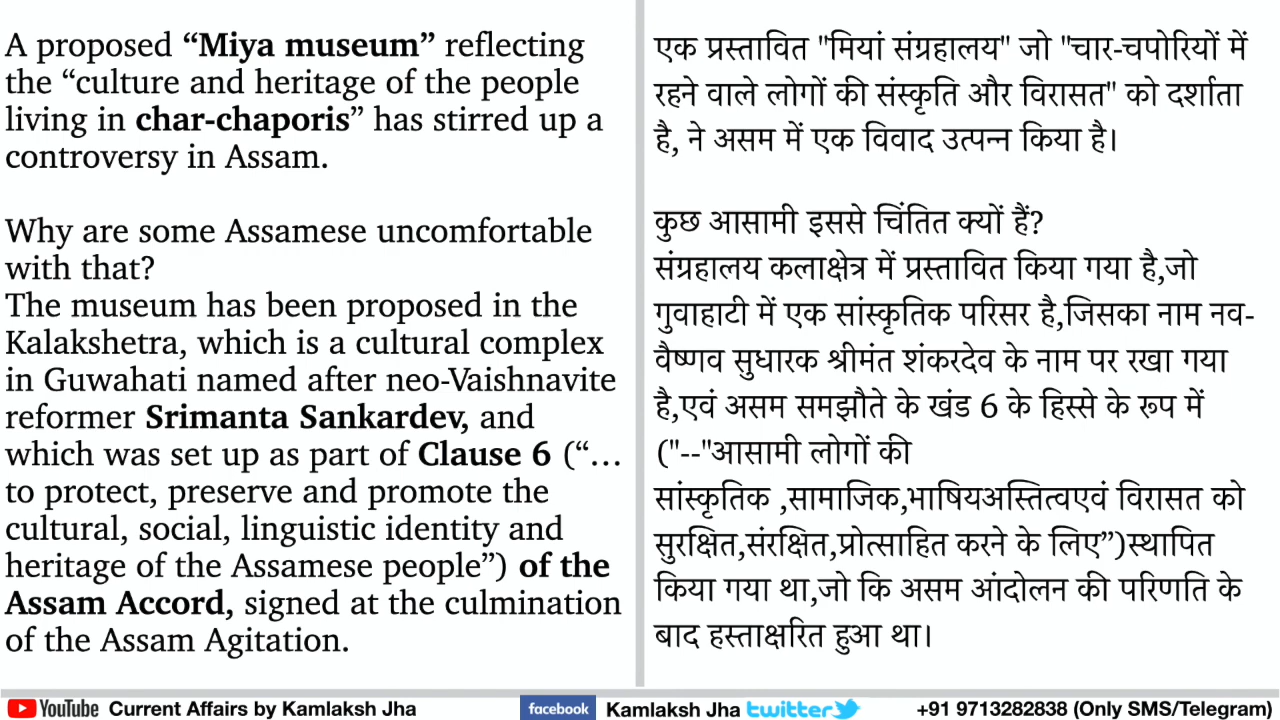 A proposed “Miya museum” reflecting
the “culture and heritage of the people
living in char-chaporis” has stirred up a
controversy in Assam.
Why are some Assamese uncomfortable
with that?
The museum has been proposed in the
Kalakshetra, which is a cultural complex
in Guwahati named after neo-Vaishnavite
reformer Srimanta Sankardev, and
which was set up as part of Clause 6 (“…
to protect, preserve and promote the
cultural, social, linguistic identity and
heritage of the Assamese people”) of the
Assam Accord, signed at the culmination
of the Assam Agitation.
एक प्रस्तावित "मियां संग्रहालय" जो "चार-चपोरियों में
रहने वाले लोगों की संस्कृति और विरासत" को दर्शाता
है, ने असम में एक विवाद उत्पन्न किया है।
कुछ आसामी इससे चिंतित क्यों हैं?
संग्रहालय कलाक्षेत्र में प्रस्तावित किया गया है,जो
गुवाहाटी में एक सांस्कृतिक परिसर है,जिसका नाम नव-
वैष्णव सुधारक श्रीमंत शंकरदेव के नाम पर रखा गया
है,एवं असम समझौते के खंड 6 के हिस्से के रूप में
("--"आसामी लोगों की
सांस्कृतिक ,सामाजिक,भाषियअस्तित्वएवं विरासत को
सुरक्षित,संरक्षित,प्रोत्साहित करने के लिए”)स्थापित
किया गया था,जो कि असम आंदोलन की परिणति के
बाद हस्ताक्षरित हुआ था।
YouTube Current Affairs by Kamlaksh Jha facebook Kamlaksh Jha twitter +91 9713282838 (Only SMS/Telegram)